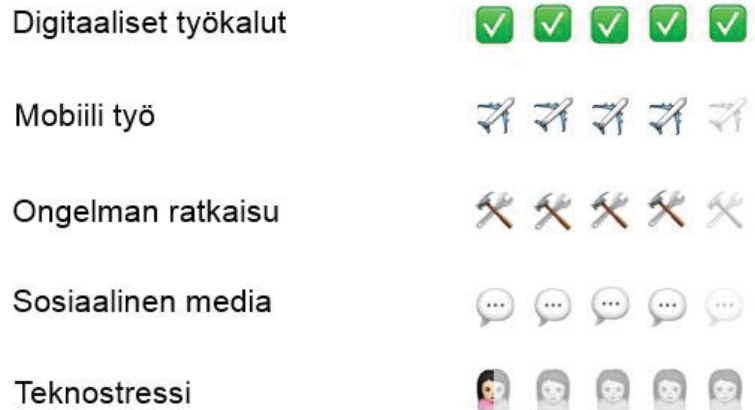 Digitaaliset työkalut
Mobiili työ
Ongelman ratkaisu
Sosiaalinen media
Teknostressi